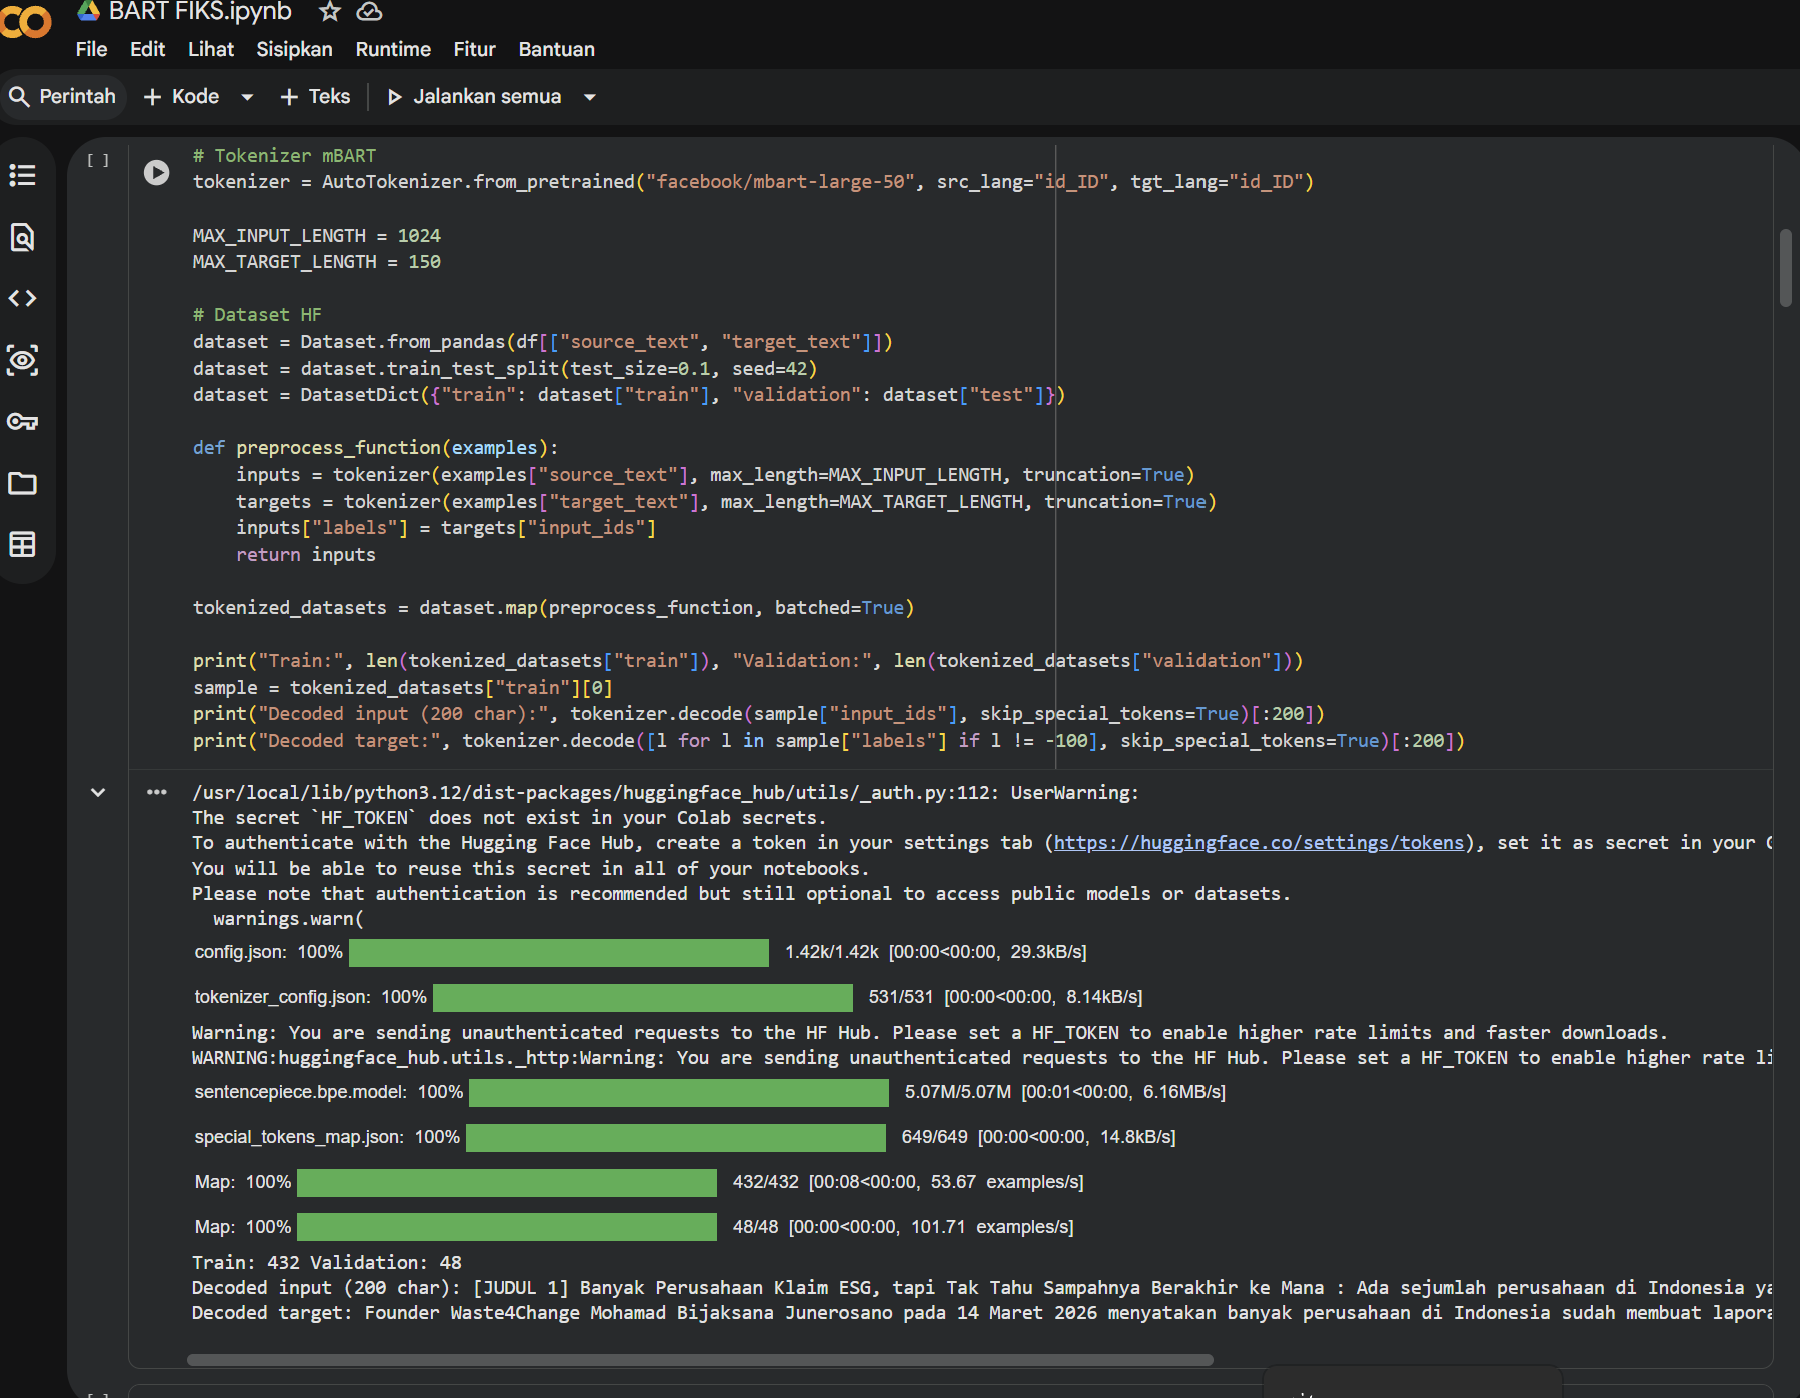 BART FIKS.ipynb
File Edit Lihat Sisipkan Runtime Fitur Bantuan
Perintah + Kode + Teks Jalankan semua
[ ]
# Tokenizer mBART
tokenizer = AutoTokenizer.from_pretrained("facebook/mbart-large-50", src_lang="id_ID", tgt_lang="id_ID")
MAX_INPUT_LENGTH = 1024
MAX_TARGET_LENGTH = 150
# Dataset HF
dataset = Dataset.from_pandas(df[["source_text", "target_text"]])
dataset = dataset.train_test_split(test_size=0.1, seed=42)
dataset = DatasetDict({"train": dataset["train"], "validation": dataset["test"]})
def preprocess_function(examples):
    inputs = tokenizer(examples["source_text"], max_length=MAX_INPUT_LENGTH, truncation=True)
    targets = tokenizer(examples["target_text"], max_length=MAX_TARGET_LENGTH, truncation=True)
    inputs["labels"] = targets["input_ids"]
    return inputs
tokenized_datasets = dataset.map(preprocess_function, batched=True)
print("Train:", len(tokenized_datasets["train"]), "Validation:", len(tokenized_datasets["validation"]))
sample = tokenized_datasets["train"][0]
print("Decoded input (200 char):", tokenizer.decode(sample["input_ids"], skip_special_tokens=True)[:200])
print("Decoded target:", tokenizer.decode([l for l in sample["labels"] if l != -100], skip_special_tokens=True)[:200])
/usr/local/lib/python3.12/dist-packages/huggingface_hub/utils/_auth.py:112: UserWarning:
The secret `HF_TOKEN` does not exist in your Colab secrets.
To authenticate with the Hugging Face Hub, create a token in your settings tab (https://huggingface.co/settings/tokens), set it as secret in your
You will be able to reuse this secret in all of your notebooks.
Please note that authentication is recommended but still optional to access public models or datasets.
  warnings.warn(
config.json: 100% 1.42k/1.42k [00:00<00:00, 29.3kB/s]
tokenizer_config.json: 100% 531/531 [00:00<00:00, 8.14kB/s]
Warning: You are sending unauthenticated requests to the HF Hub. Please set a HF_TOKEN to enable higher rate limits and faster downloads.
WARNING:huggingface_hub.utils._http:Warning: You are sending unauthenticated requests to the HF Hub. Please set a HF_TOKEN to enable higher rate li
sentencepiece.bpe.model: 100% 5.07M/5.07M [00:01<00:00, 6.16MB/s]
special_tokens_map.json: 100% 649/649 [00:00<00:00, 14.8kB/s]
Map: 100% 432/432 [00:08<00:00, 53.67 examples/s]
Map: 100% 48/48 [00:00<00:00, 101.71 examples/s]
Train: 432 Validation: 48
Decoded input (200 char): [JUDUL 1] Banyak Perusahaan Klaim ESG, tapi Tak Tahu Sampahnya Berakhir ke Mana : Ada sejumlah perusahaan di Indonesia ya
Decoded target: Founder Waste4Change Mohamad Bijaksana Junerosano pada 14 Maret 2026 menyatakan banyak perusahaan di Indonesia sudah membuat lapora